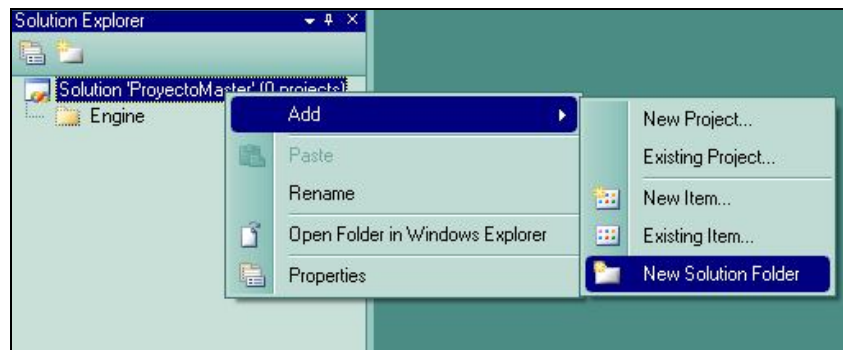 Solution Explorer
Solution 'ProyectoMaster' (0 projects)
Engine
Add
Paste
Rename
Open Folder in Windows Explorer
Properties
New Project...
Existing Project...
New Item...
Existing Item...
New Solution Folder